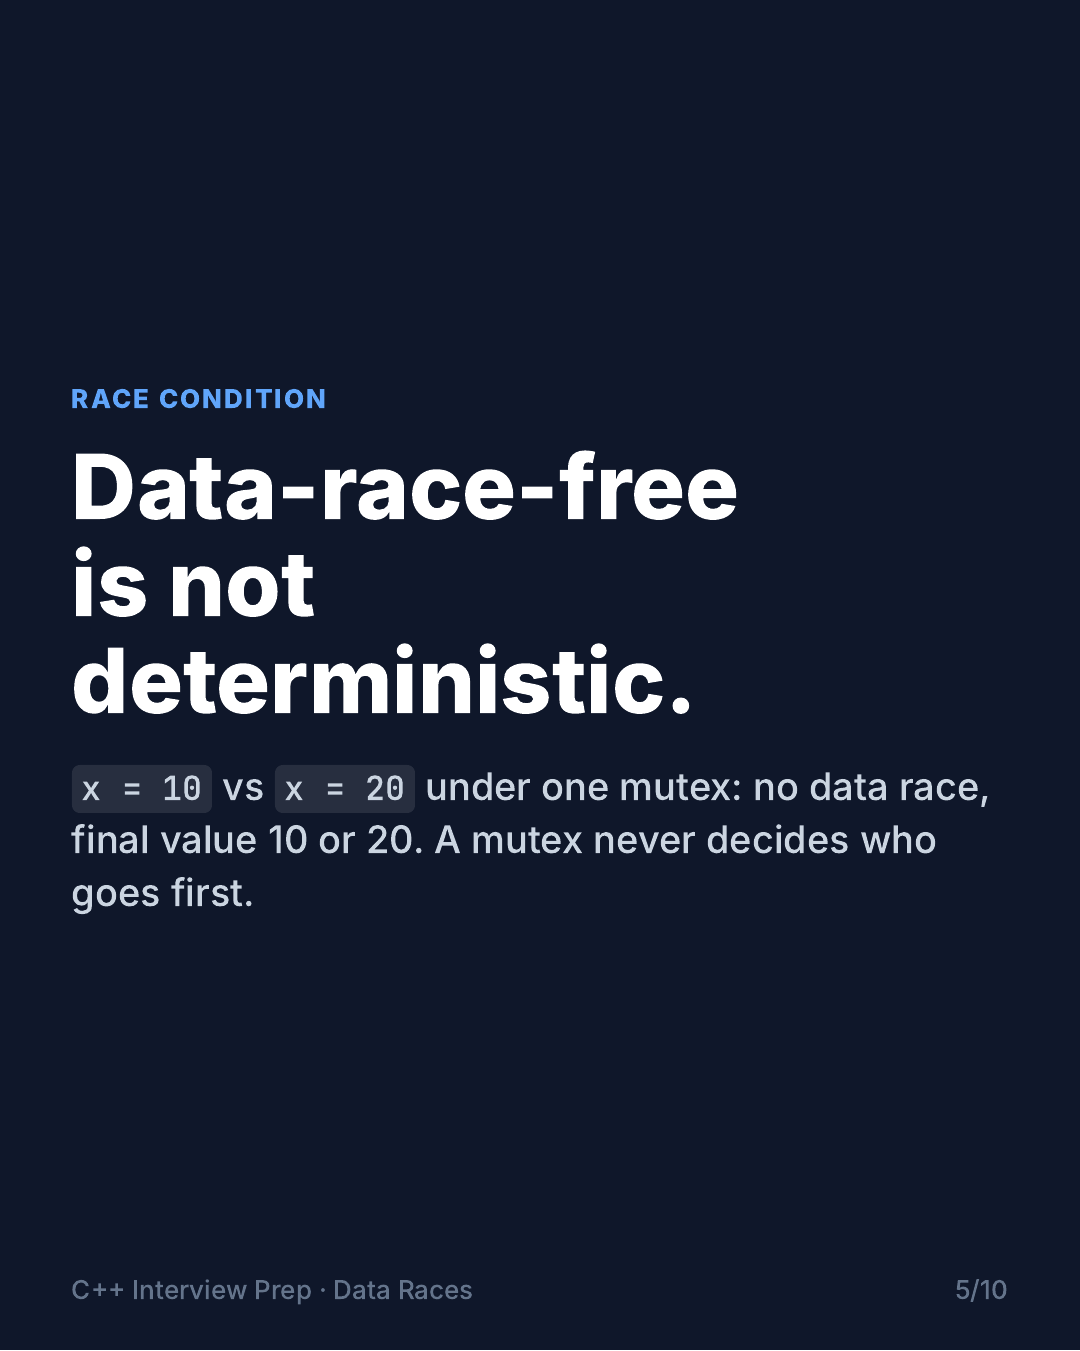 RACE CONDITION
Data-race-free
is not
deterministic.
x = 10 vs x = 20 under one mutex: no data race,
final value 10 or 20. A mutex never decides who
goes first.
C++ Interview Prep · Data Races
5/10